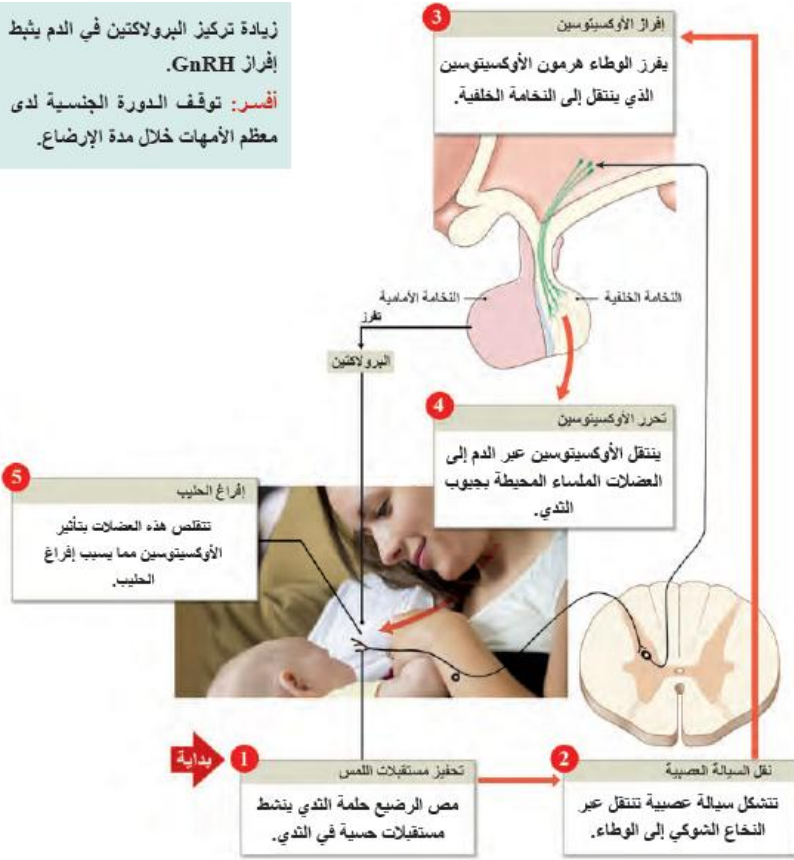 زيادة تركيز البرولاكتين في الدم يثبط
إفراز GnRH.
أفسر: توقف الدورة الجنسية لدى
معظم الأمهات خلال مدة الإرضاع.
3
إفراز الأوكسيتوسين
يفرز الوطاء هرمون الأوكسيتوسين
الذي ينتقل إلى النخامة الخلفية.
النخامة الأمامية
النخامة الخلفية
تفرز
البرولاكتين
4
تحرر الأوكسيتوسين
ينتقل الأوكسيتوسين عبر الدم إلى
العضلات الملساء المحيطة بجيوب
الثدي.
5
إفراغ الحليب
تتقلص هذه العضلات بتأثير
الأوكسيتوسين مما يسبب إفراغ
الحليب.
بداية
1
تحفيز مستقبلات اللمس
مص الرضيع حلمة الثدي ينشط
مستقبلات حسية في الثدي.
2
نقل السيالة العصبية
تتشكل سيالة عصبية تنتقل عبر
النخاع الشوكي إلى الوطاء.